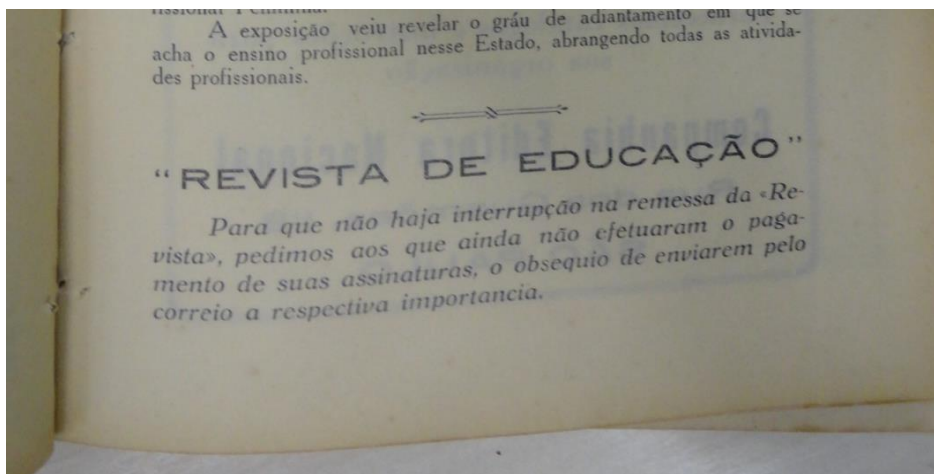 A exposição veiu revelar o gráu de adiantamento em que se
acha o ensino profissional nesse Estado, abrangendo todas as ativida-
des profissionais.
“REVISTA DE EDUCAÇÃO”
Para que não haja interrupção na remessa da «Re-
vista», pedimos aos que ainda não efetuaram o paga-
mento de suas assinaturas, o obsequio de enviarem pelo
correio a respectiva importancia.